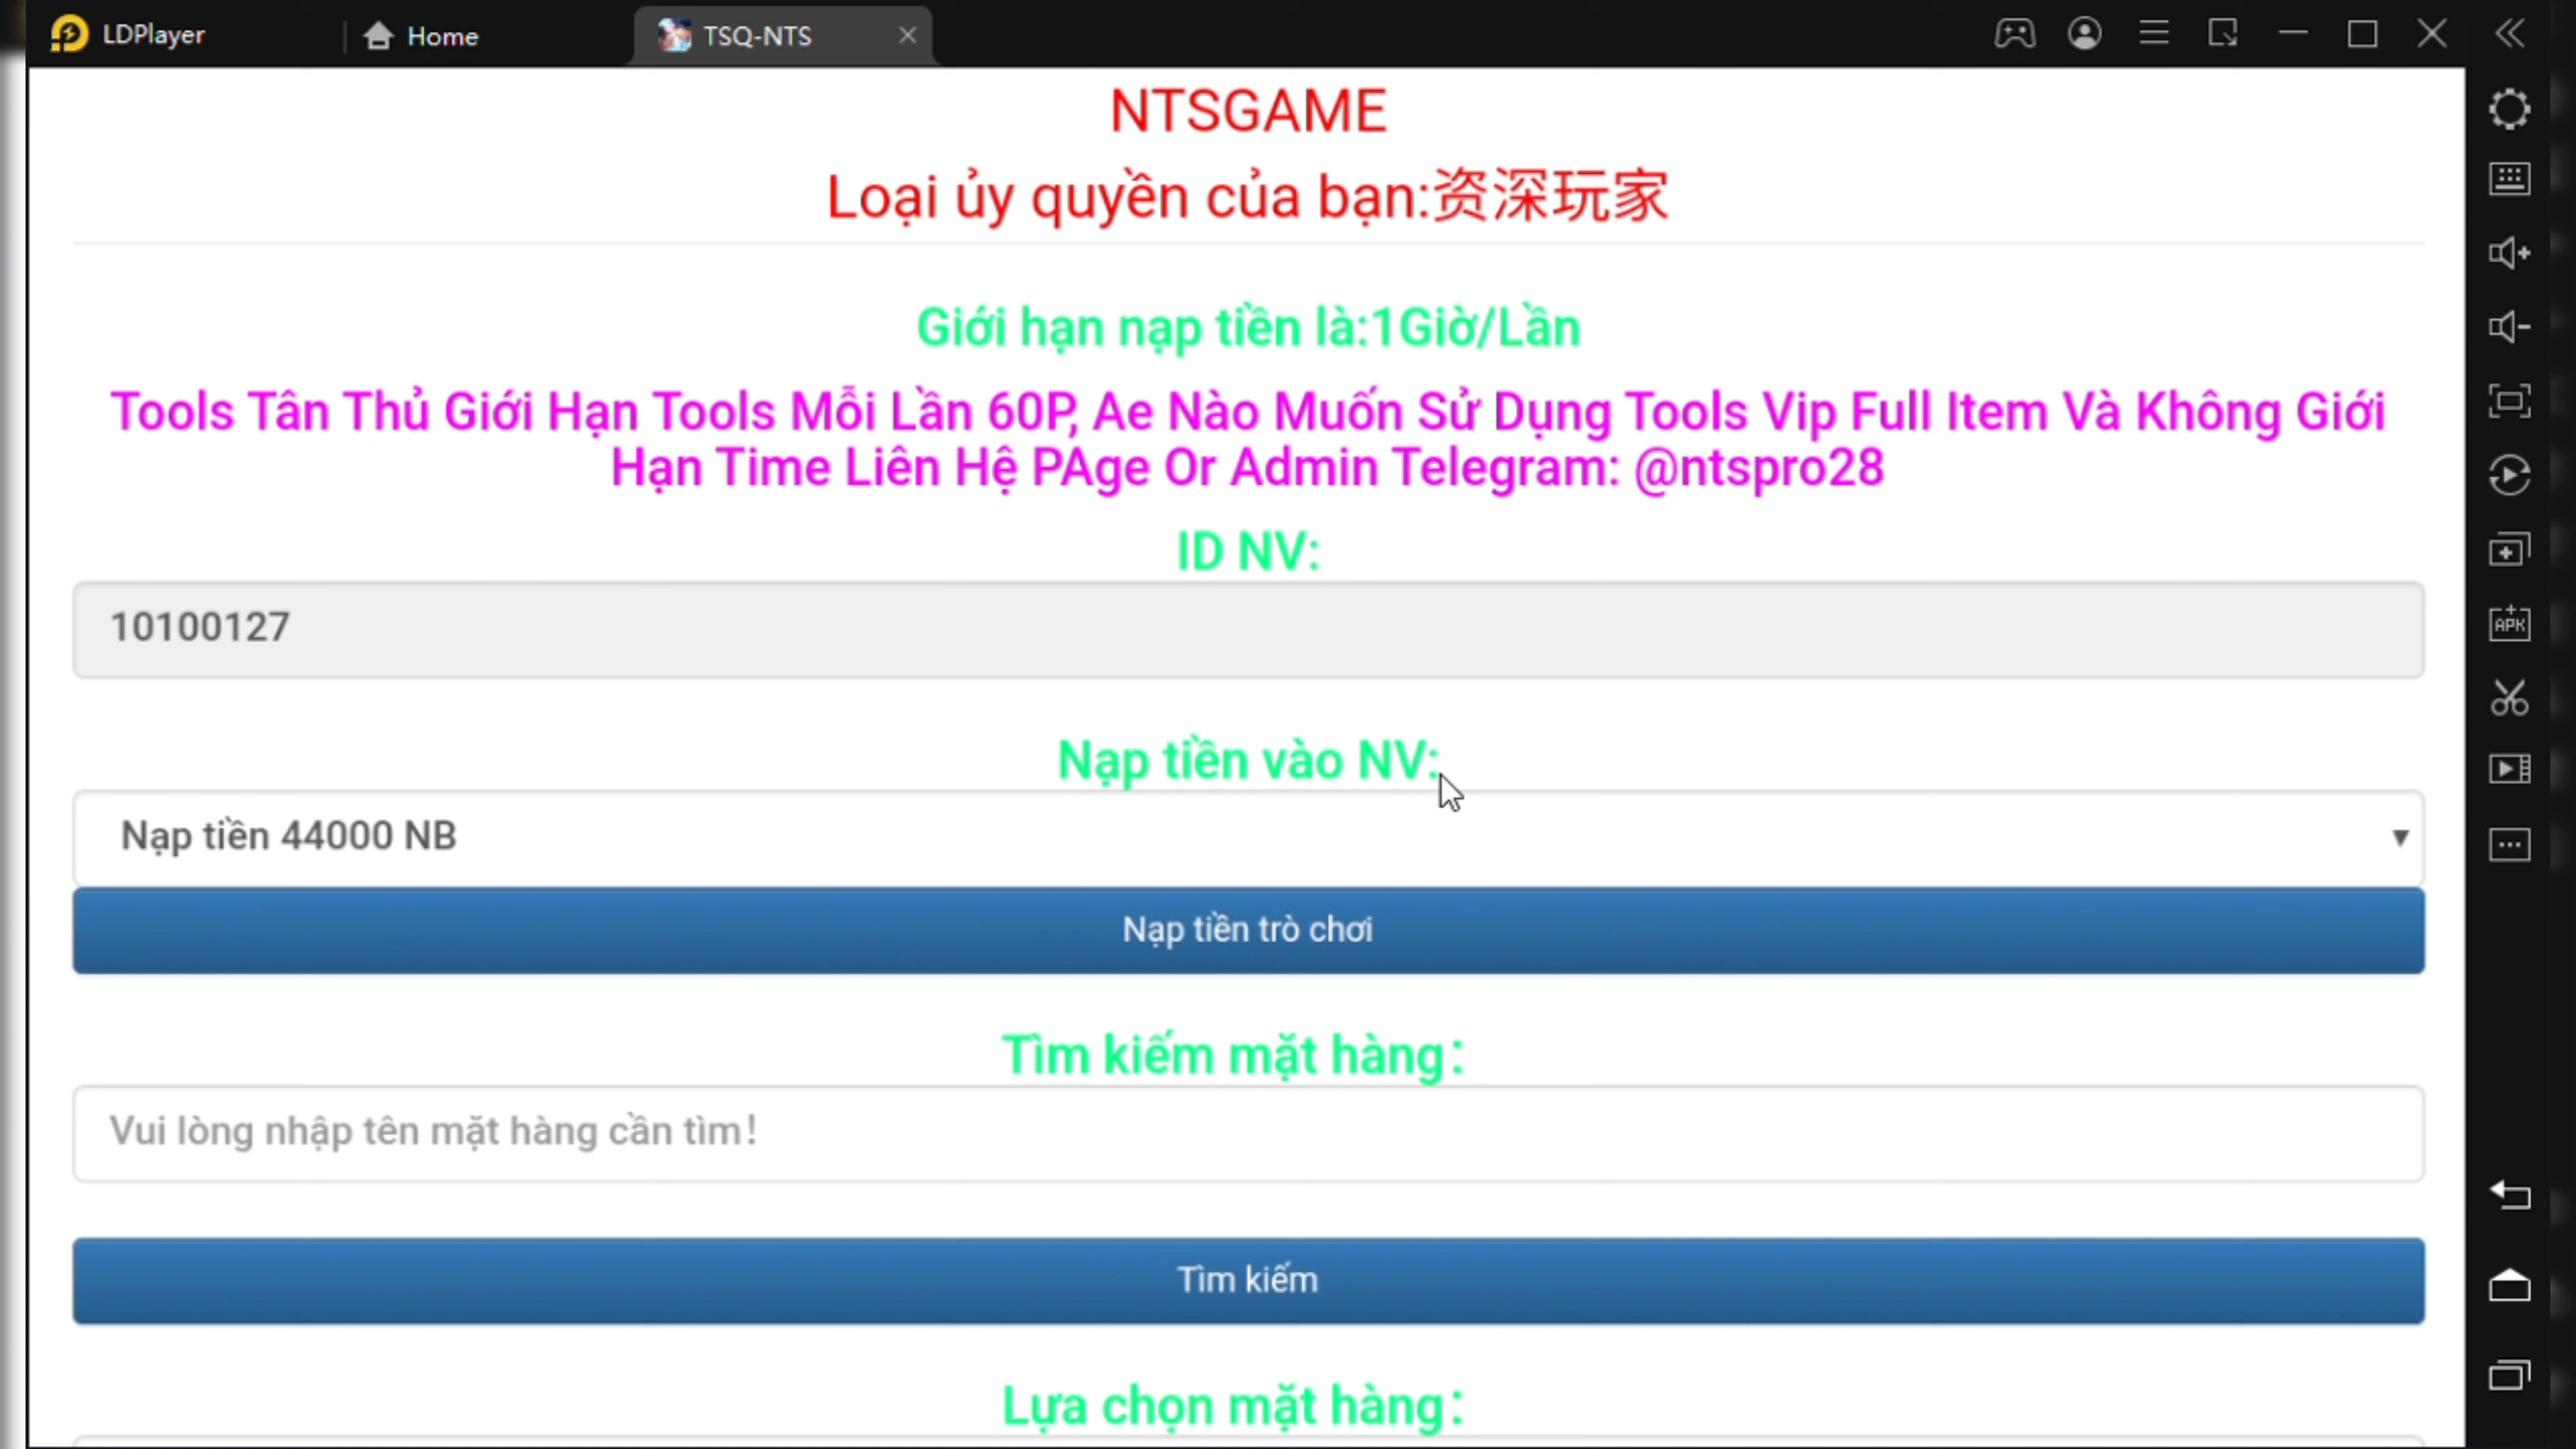 LDPlayer
Home
TSQ-NTS
NTSGAME
Loại ủy quyền của bạn:资深玩家
Giới hạn nạp tiền là:1Giờ/Lần
Tools Tân Thủ Giới Hạn Tools Mỗi Lần 60P, Ae Nào Muốn Sử Dụng Tools Vip Full Item Và Không Giới
Hạn Time Liên Hệ PAge Or Admin Telegram: @ntspro28
ID NV:
10100127
Nạp tiền vào NV:
Nạp tiền 44000 NB
Nạp tiền trò chơi
Tìm kiếm mặt hàng：
Vui lòng nhập tên mặt hàng cần tìm！
Tìm kiếm
Lựa chọn mặt hàng：
APK